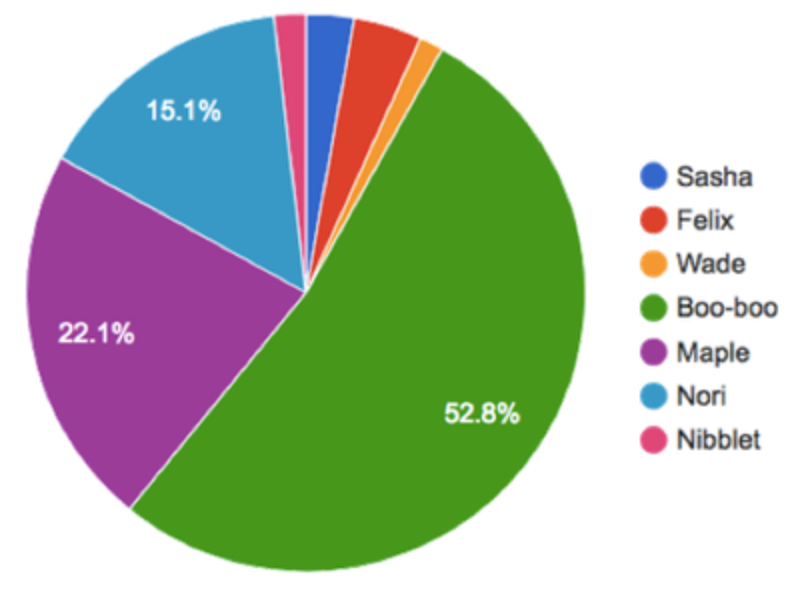 15.1%
22.1%
52.8%
Sasha
Felix
Wade
Boo-boo
Maple
Nori
Nibblet